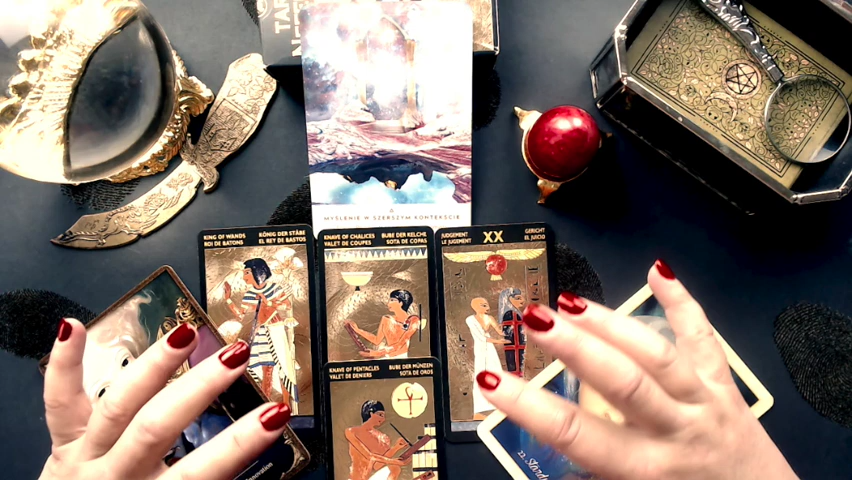 TAR
MYŚLENIE W SZERSZYM KONTEKŚCIE
KING OF WANDS KÖNIG DER STÄBE
ROI DE BATONS EL REY DE BASTOS
KNAVE OF CHALICES BUBE DER KELCHE
VALET DE COUPES SOTA DE COPAS
JUDGEMENT XX GERICHT
LE JUGEMENT EL JUICIO
KNAVE OF PENTACLES BUBE DER MÜNZEN
VALET DE DENIERS SOTA DE OROS